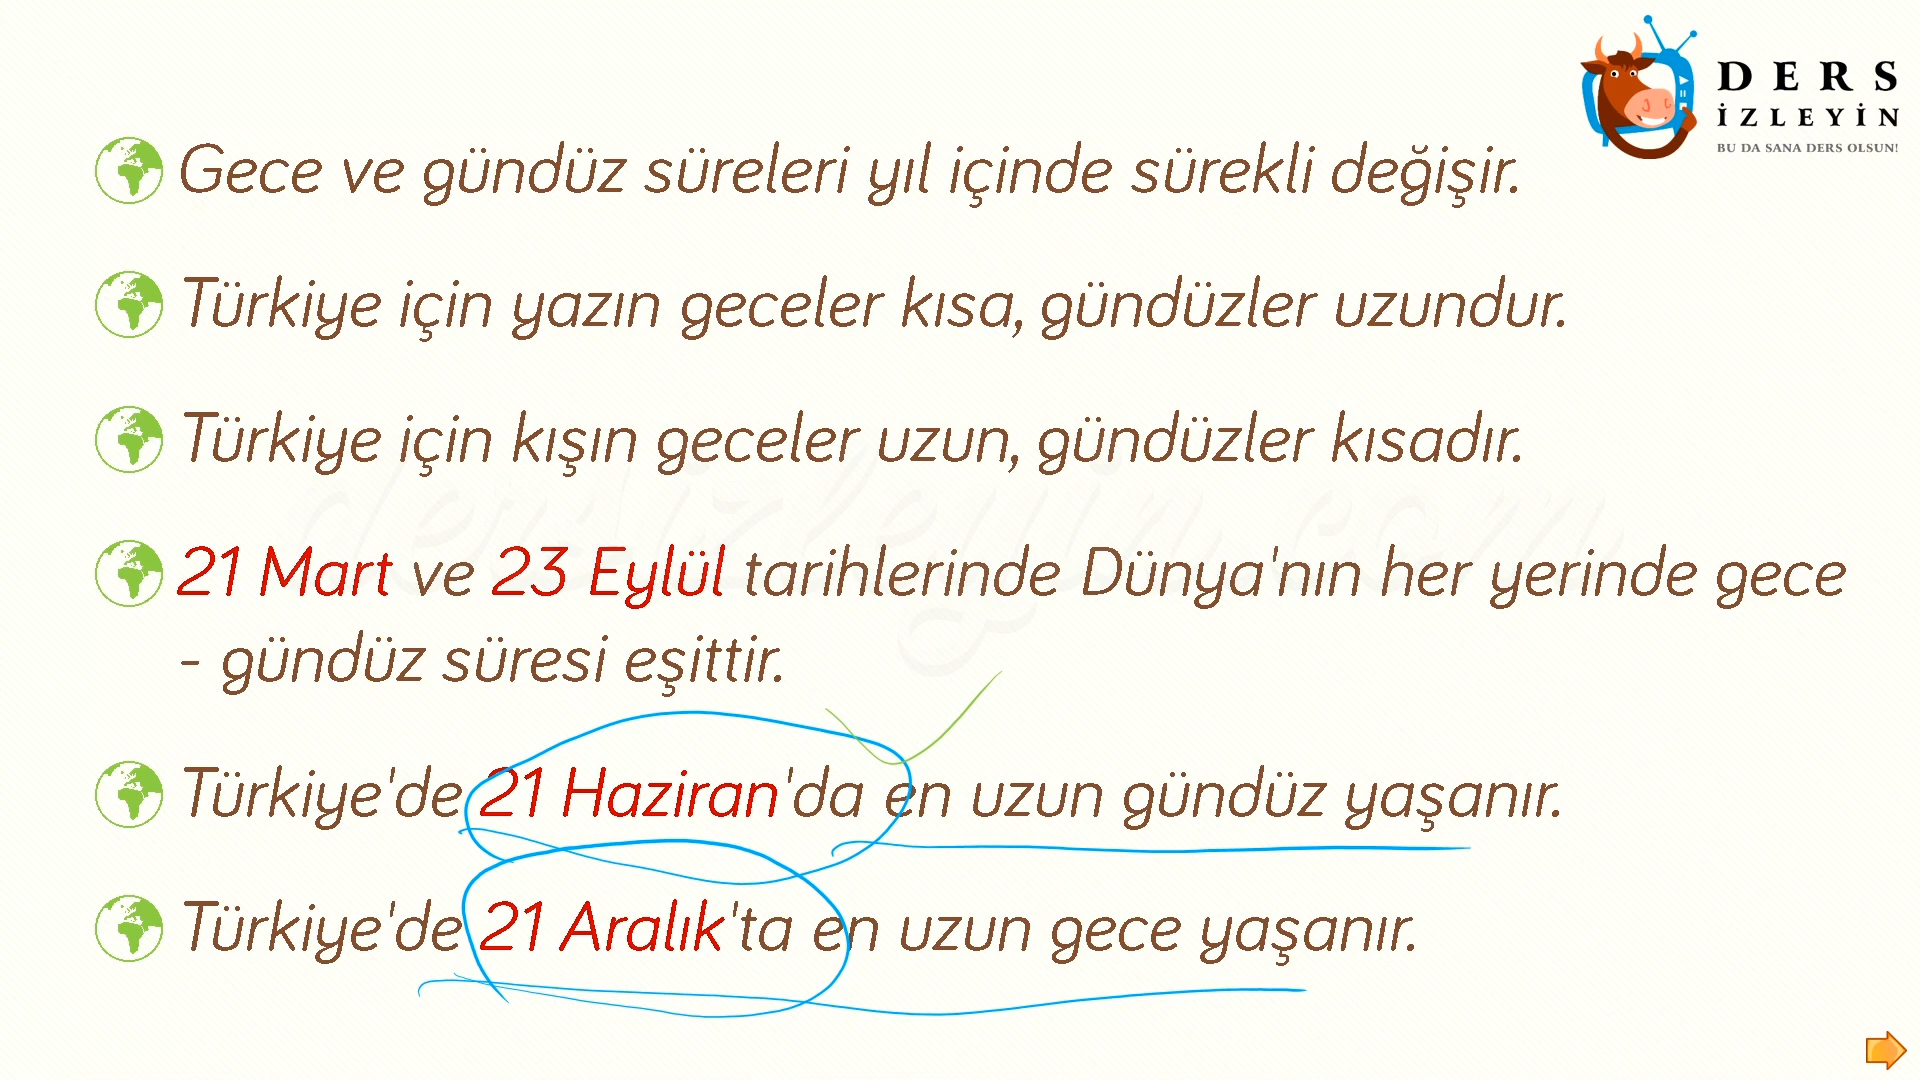 DERS
İZLEYİN
BU DA SANA DERS OLSUN!
Gece ve gündüz süreleri yıl içinde sürekli değişir.
Türkiye için yazın geceler kısa, gündüzler uzundur.
Türkiye için kışın geceler uzun, gündüzler kısadır.
dersizleyin.com
21 Mart ve 23 Eylül tarihlerinde Dünya'nın her yerinde gece
- gündüz süresi eşittir.
Türkiye'de 21 Haziran'da en uzun gündüz yaşanır.
Türkiye'de 21 Aralık'ta en uzun gece yaşanır.